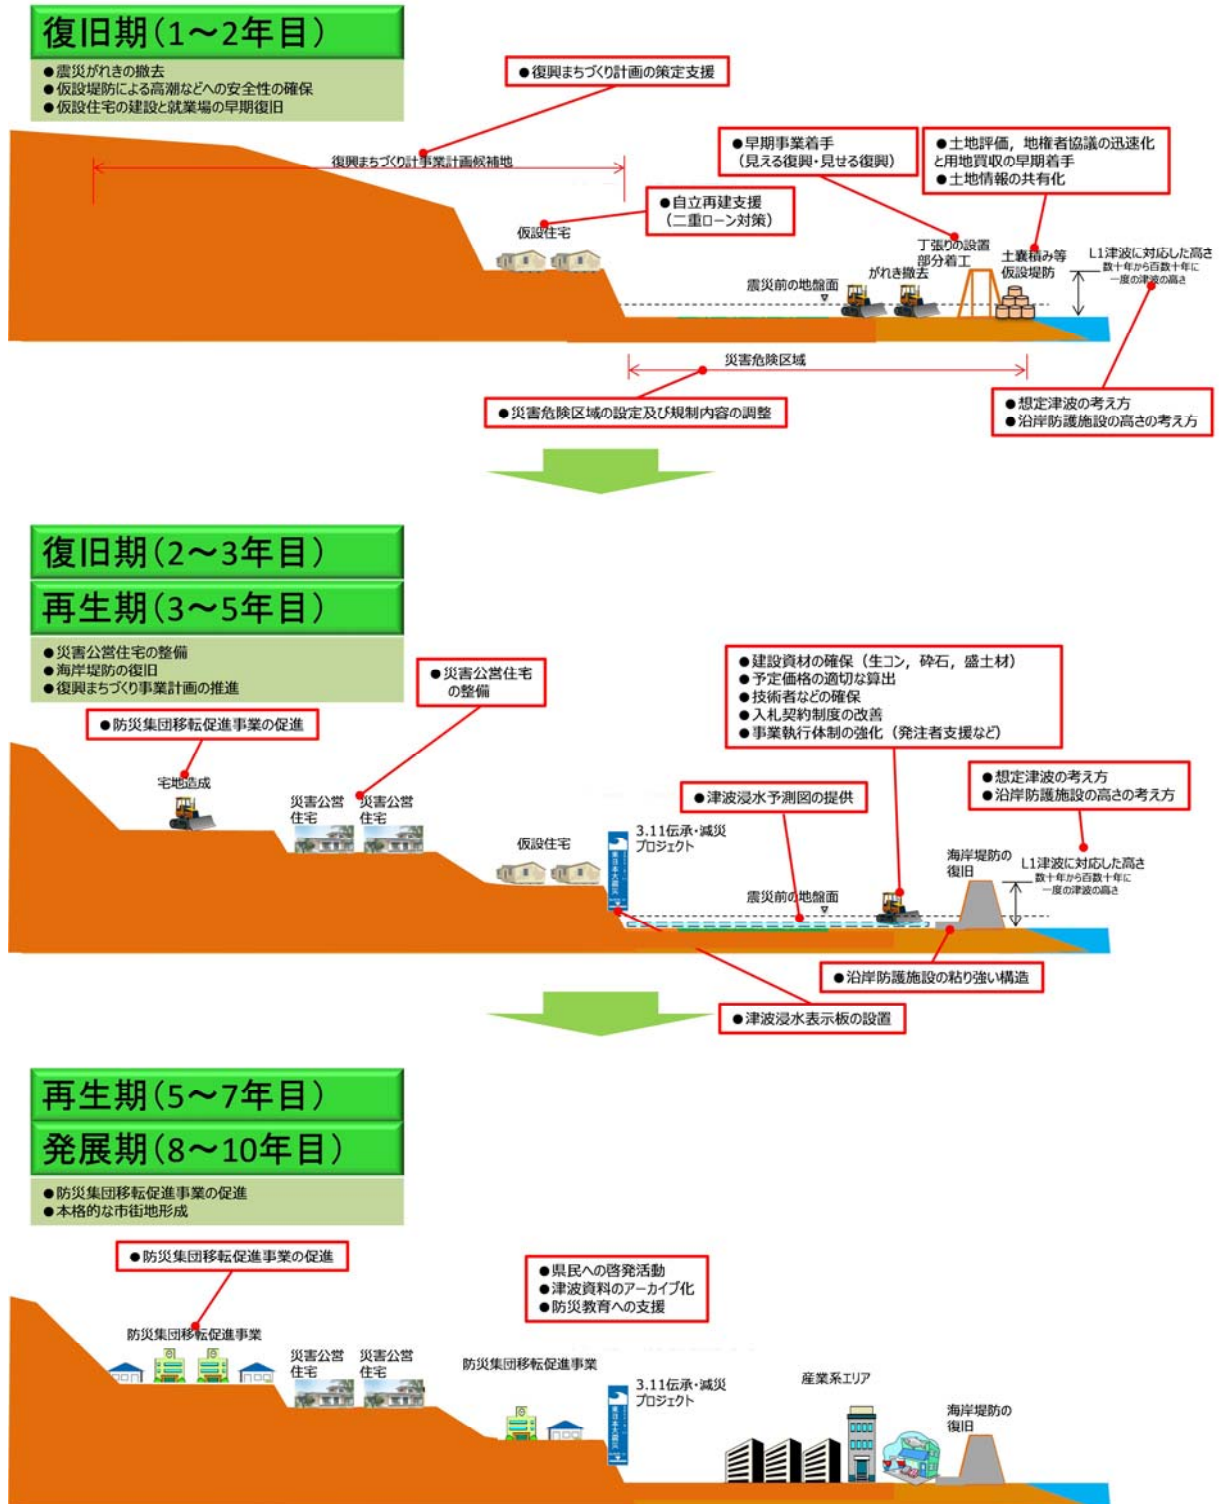 復旧期(1～2年目)
●震災がれきの撤去
●仮設堤防による高潮などへの安全性の確保
●仮設住宅の建設と就業場の早期復旧
●復興まちづくり計画の策定支援
復興まちづくり計事業計画候補地
●早期事業着手
(見える復興・見せる復興)
●土地評価，地権者協議の迅速化
と用地買収の早期着手
●土地情報の共有化
●自立再建支援
(二重ローン対策)
仮設住宅
丁張りの設置
部分着工
土嚢積み等
仮設堤防
L1津波に対応した高さ
数十年から百数十年に
一度の津波の高さ
がれき撤去
震災前の地盤面
災害危険区域
●災害危険区域の設定及び規制内容の調整
●想定津波の考え方
●沿岸防護施設の高さの考え方
復旧期(2～3年目)
再生期(3～5年目)
●災害公営住宅の整備
●海岸堤防の復旧
●復興まちづくり事業計画の推進
●災害公営住宅
の整備
●建設資材の確保（生コン，砕石，盛土材）
●予定価格の適切な算出
●技術者などの確保
●入札契約制度の改善
●事業執行体制の強化（発注者支援など）
●防災集団移転促進事業の促進
宅地造成
災害公営
住宅
災害公営
住宅
●津波浸水予測図の提供
●想定津波の考え方
●沿岸防護施設の高さの考え方
仮設住宅
3.11伝承・減災
プロジェクト
東日本大震災
海岸堤防の
復旧
L1津波に対応した高さ
数十年から百数十年に
一度の津波の高さ
震災前の地盤面
●沿岸防護施設の粘り強い構造
●津波浸水表示板の設置
再生期(5～7年目)
発展期(8～10年目)
●防災集団移転促進事業の促進
●本格的な市街地形成
●防災集団移転促進事業の促進
●県民への啓発活動
●津波資料のアーカイブ化
●防災教育への支援
防災集団移転促進事業
災害公営
住宅
災害公営
住宅
防災集団移転促進事業
3.11伝承・減災
プロジェクト
東日本大震災
産業系エリア
海岸堤防の
復旧